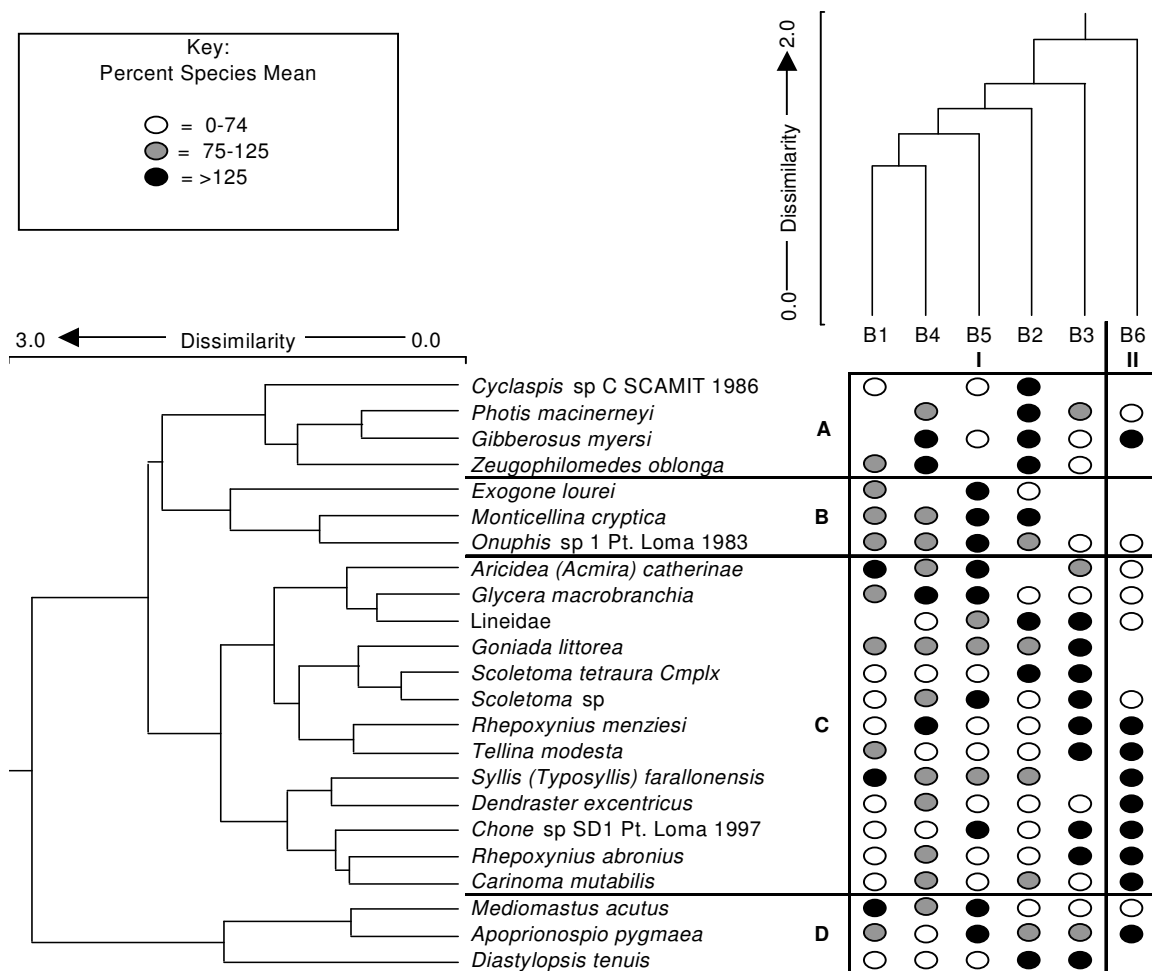 Key:
Percent Species Mean
= 0-74
= 75-125
= >125
0.0 Dissimilarity 2.0
3.0 Dissimilarity 0.0
B1 B4 B5 B2 B3 B6
I II
Cyclaspis sp C SCAMIT 1986
Photis macinerneyi
A
Gibberosus myersi
Zeugophilomedes oblonga
Exogone lourei
Monticellina cryptica B
Onuphis sp 1 Pt. Loma 1983
Aricidea (Acmira) catherinae
Glycera macrobranchia
Lineidae
Goniada littorea
Scoletoma tetraura Cmplx
Scoletoma sp
Rhepoxynius menziesi C
Tellina modesta
Syllis (Typosyllis) farallonensis
Dendraster excentricus
Chone sp SD1 Pt. Loma 1997
Rhepoxynius abronius
Carinoma mutabilis
Mediomastus acutus
Apoprionospio pygmaea D
Diastylopsis tenuis